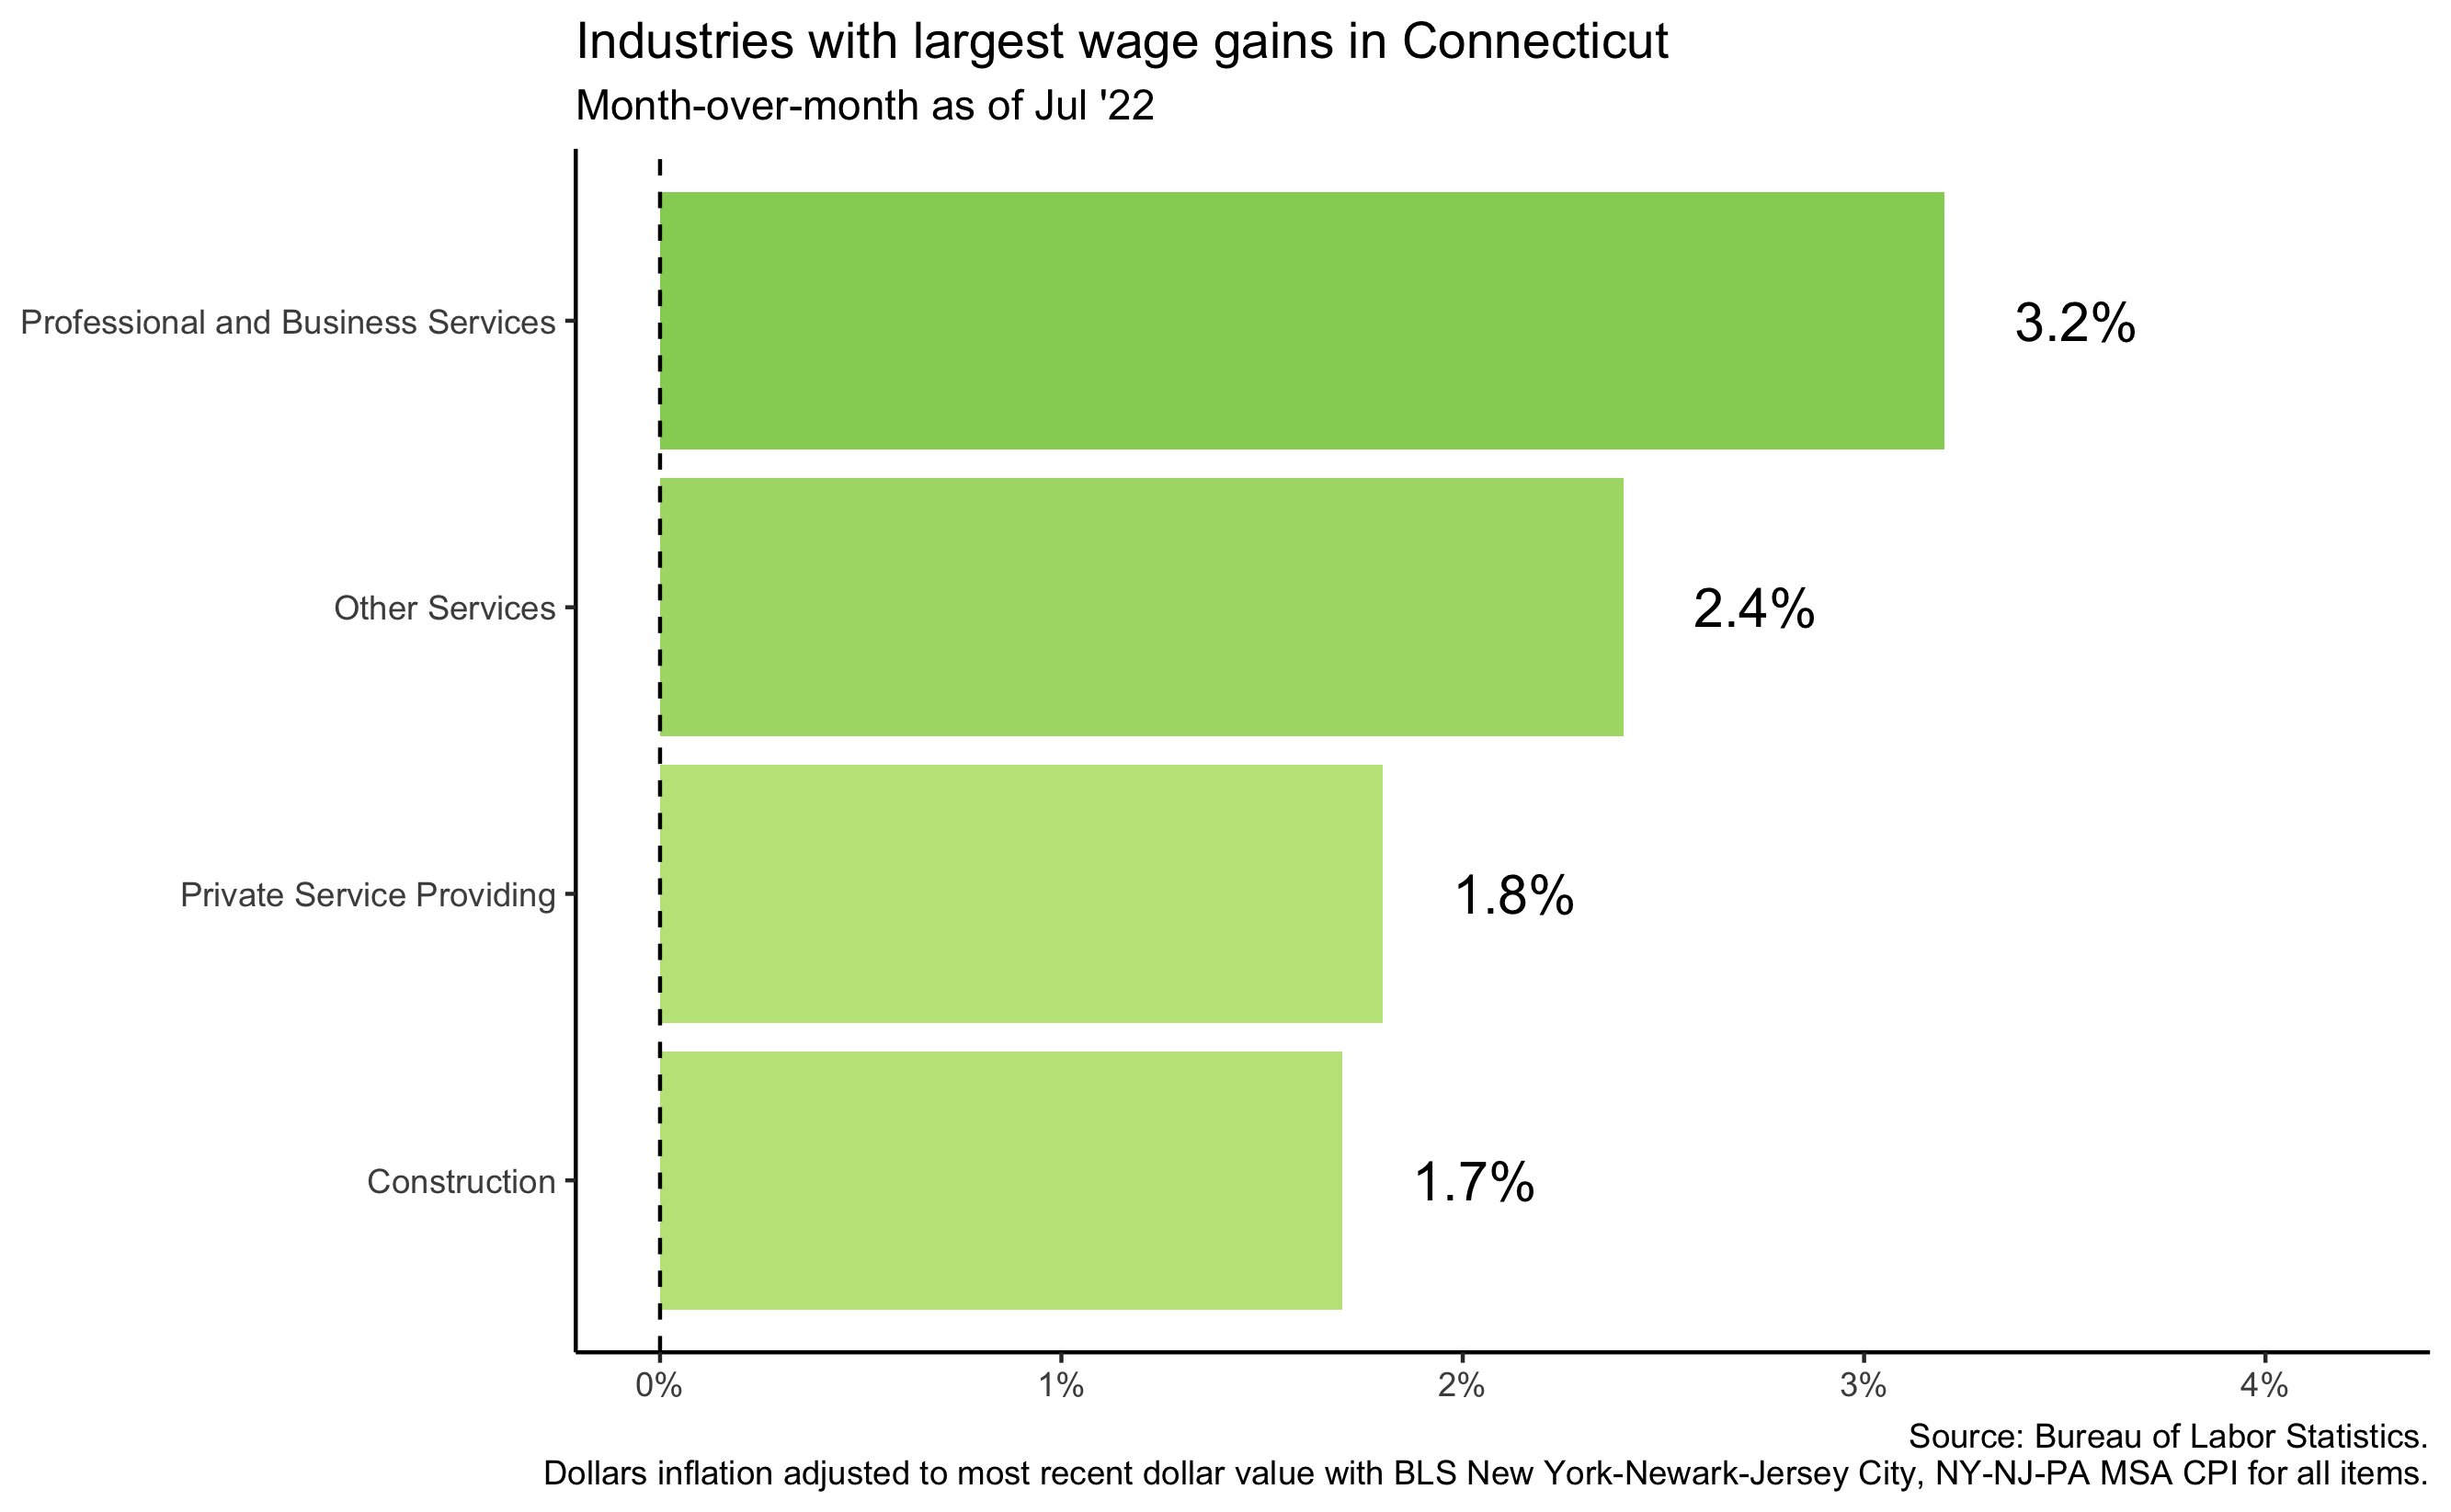 Industries with largest wage gains in Connecticut
Month-over-month as of Jul '22
Professional and Business Services
3.2%
Other Services
2.4%
Private Service Providing
1.8%
Construction
1.7%
0%
1%
2%
3%
4%
Source: Bureau of Labor Statistics.
Dollars inflation adjusted to most recent dollar value with BLS New York-Newark-Jersey City, NY-NJ-PA MSA CPI for all items.